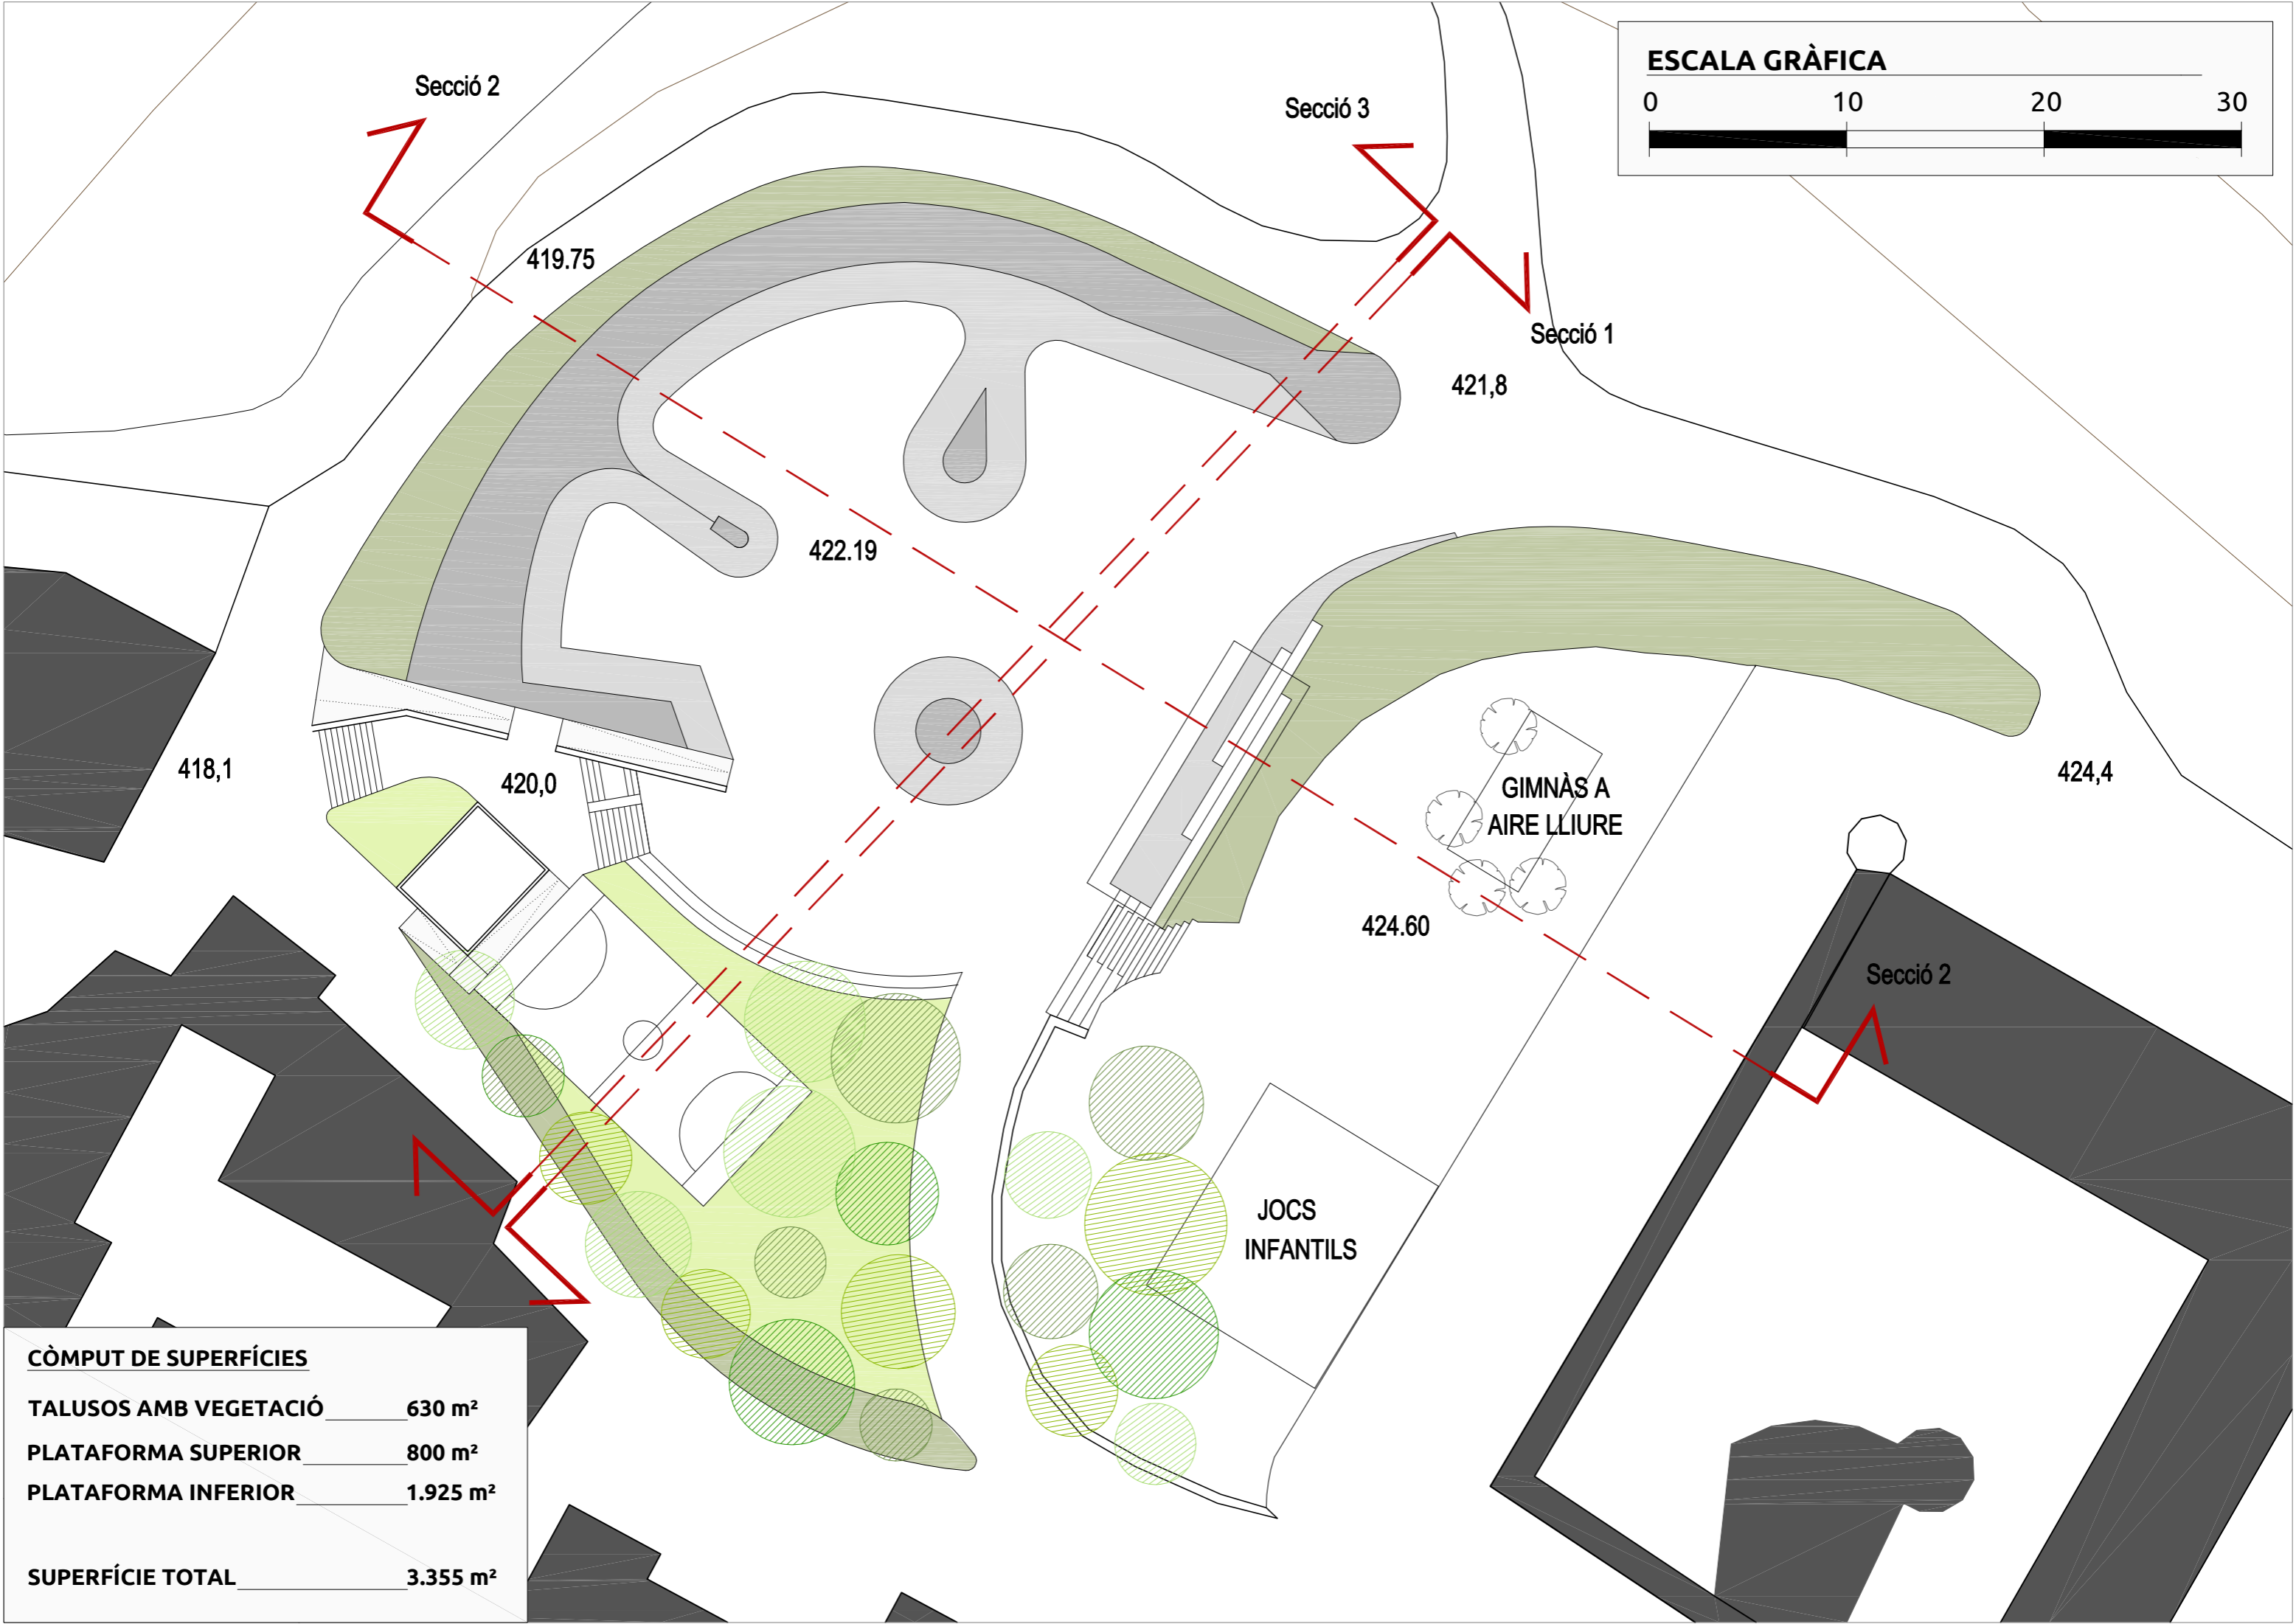 ESCALA GRÀFICA
0 10 20 30
Secció 2
Secció 3
419.75
Secció 1
421,8
422.19
418,1
420,0
GIMNÀS A
AIRE LLIURE
424,4
424.60
Secció 2
JOCS
INFANTILS
CÒMPUT DE SUPERFÍCIES
TALUSOS AMB VEGETACIÓ 630 m²
PLATAFORMA SUPERIOR 800 m²
PLATAFORMA INFERIOR 1.925 m²
SUPERFÍCIE TOTAL 3.355 m²